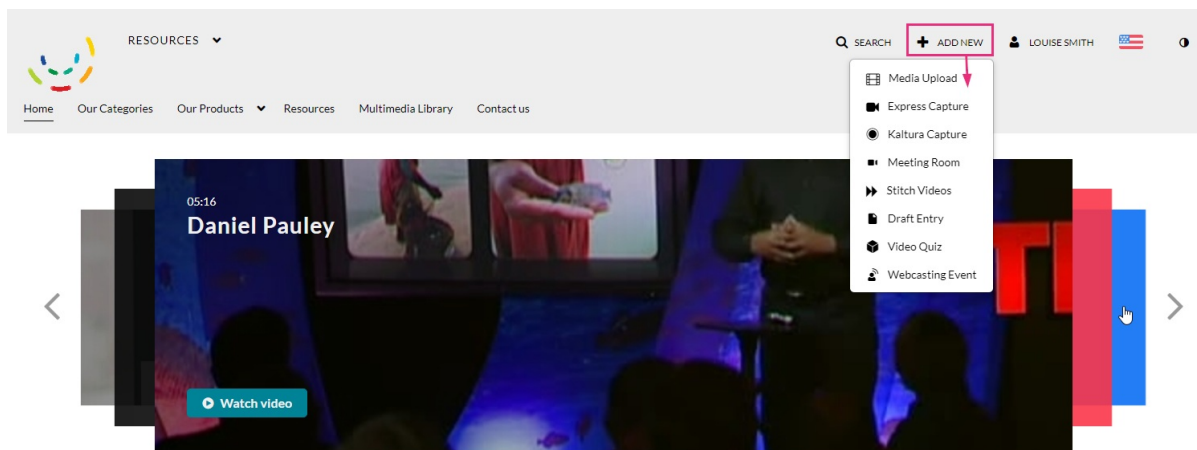 RESOURCES
SEARCH
ADD NEW
LOUISE SMITH
Home Our Categories Our Products Resources Multimedia Library Contact us
Media Upload
Express Capture
Kaltura Capture
Meeting Room
Stitch Videos
Draft Entry
Video Quiz
Webcasting Event
05:16
Daniel Pauley
Watch video